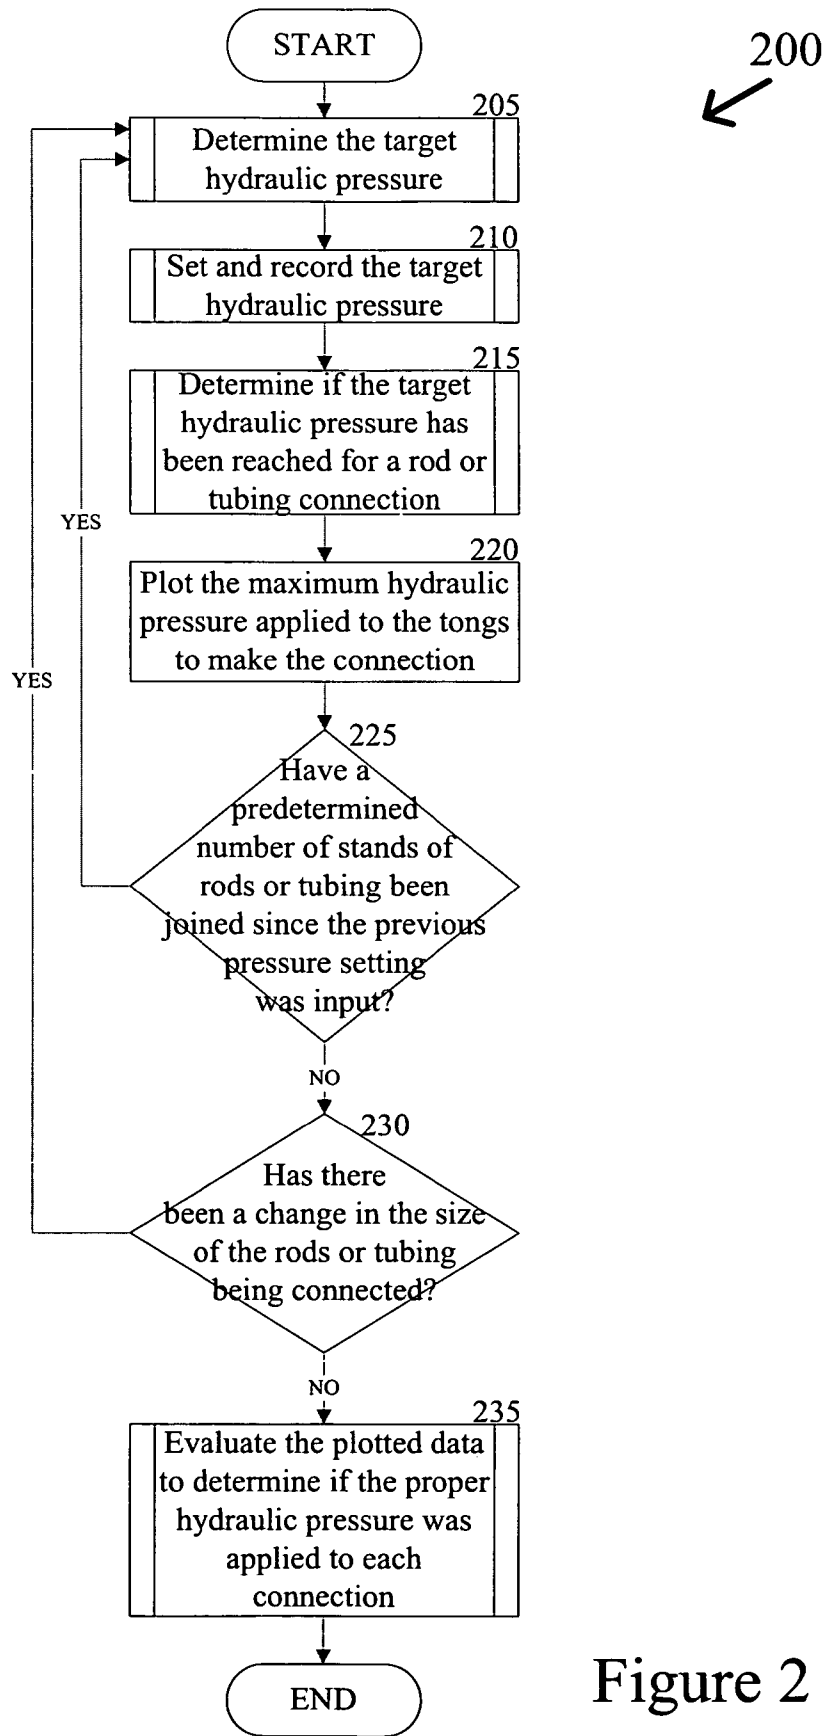 START
200
205
Determine the target
hydraulic pressure
210
Set and record the target
hydraulic pressure
215
Determine if the target
hydraulic pressure has
been reached for a rod or
tubing connection
YES
220
Plot the maximum hydraulic
pressure applied to the tongs
to make the connection
YES
225
Have a
predetermined
number of stands of
rods or tubing been
joined since the previous
pressure setting
was input?
NO
230
Has there
been a change in the size
of the rods or tubing
being connected?
NO
235
Evaluate the plotted data
to determine if the proper
hydraulic pressure was
applied to each
connection
END
Figure 2